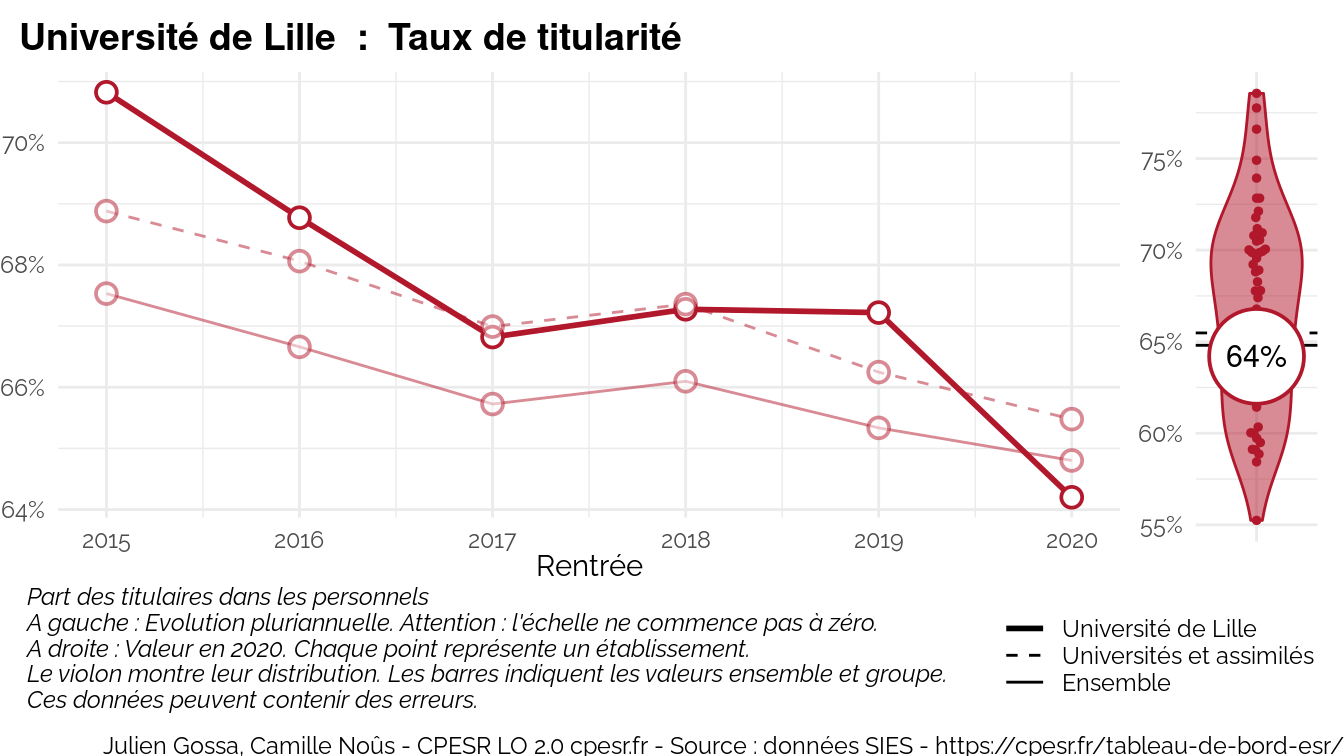 Université de Lille : Taux de titularité
70%
68%
66%
64%
2015 2016 2017 2018 2019 2020
Rentrée
75%
70%
65%
60%
55%
64%
Part des titulaires dans les personnels
A gauche : Evolution pluriannuelle. Attention : l'échelle ne commence pas à zéro.
A droite : Valeur en 2020. Chaque point représente un établissement.
Le violon montre leur distribution. Les barres indiquent les valeurs ensemble et groupe.
Ces données peuvent contenir des erreurs.
Université de Lille
Universités et assimilés
Ensemble
Julien Gossa, Camille Noûs - CPESR LO 2.0 cpesr.fr - Source : données SIES - https://cpesr.fr/tableau-de-bord-esr/